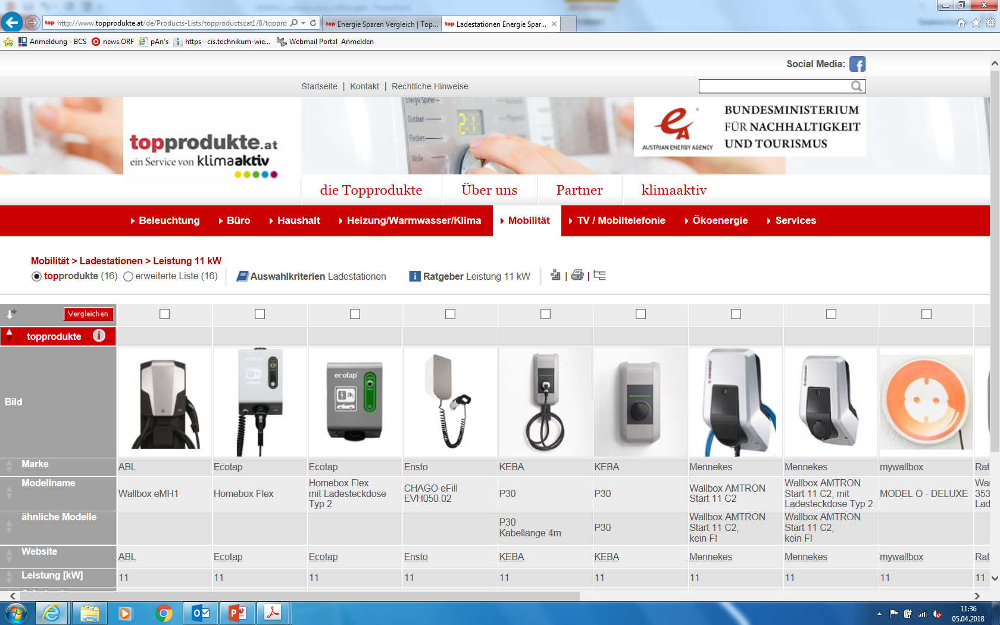 http://www.topprodukte.at/de/Products-Lists/topproductscat1/8/toppro
top Energie Sparen Vergleich | Top...
top Ladestationen Energie Spar...
Anmeldung - BCS
news.ORF
pAn's
https--cis.technikum-wie...
Webmail Portal Anmelden
Social Media:
Startseite | Kontakt | Rechtliche Hinweise
Energie Sparen
Outdoor
Flecken
Wolle
topprodukte.at
ein Service von klimaaktiv
AUSTRIAN ENERGY AGENCY
BUNDESMINISTERIUM
FÜR NACHHALTIGKEIT
UND TOURISMUS
die Topprodukte
Über uns
Partner
klimaaktiv
Beleuchtung
Büro
Haushalt
Heizung/Warmwasser/Klima
Mobilität
TV / Mobiltelefonie
Ökoenergie
Services
Mobilität > Ladestationen > Leistung 11 kW
topprodukte (16) erweiterte Liste (16)
Auswahlkriterien Ladestationen
Ratgeber Leistung 11 kW
Vergleichen
topprodukte
Bild
ecotap
ecotap
MENNEKES
MENNEKES
Marke ABL Ecotap Ecotap Ensto KEBA KEBA Mennekes Mennekes mywallbox Rat
Modellname
Wallbox eMH1
Homebox Flex
Homebox Flex
mit Ladesteckdose
Typ 2
CHAGO eFill
EVH050.02
P30
P30
Wallbox AMTRON
Start 11 C2
Wallbox AMTRON
Start 11 C2, mit
Ladesteckdose Typ 2
MODEL O - DELUXE
353
Lad
ähnliche Modelle
P30
Kabellänge 4m
P30
Wallbox AMTRON
Start 11 C2,
kein FI
Wallbox AMTRON
Start 11 C2,
kein FI
Website ABL Ecotap Ecotap Ensto KEBA KEBA Mennekes Mennekes mywallbox Rat
Leistung [kW] 11 11 11 11 11 11 11 11 11 11
11:36
05.04.2018